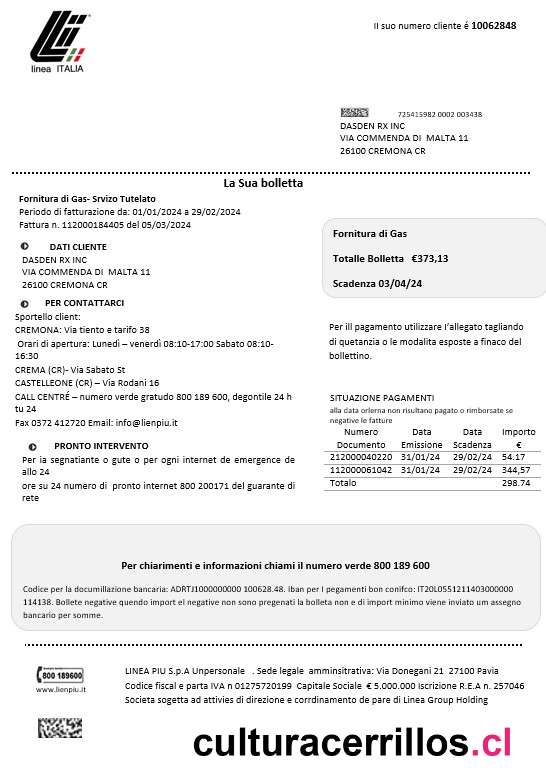 Il suo numero cliente é 10062848
linea ITALIA
725415982 0002 003438
DASDEN RX INC
VIA COMMENDA DI MALTA 11
26100 CREMONA CR
La Sua bolletta
Fornitura di Gas- Srvizo Tutelato
Periodo di fatturazione da: 01/01/2024 a 29/02/2024
Fattura n. 112000184405 del 05/03/2024
DATI CLIENTE
DASDEN RX INC
VIA COMMENDA DI MALTA 11
26100 CREMONA CR
PER CONTATTARCI
Sportello client:
CREMONA: Via tiento e tarifo 38
Orari di apertura: Lunedì – venerdì 08:10-17:00 Sabato 08:10-
16:30
CREMA (CR)- Via Sabato St
CASTELLEONE (CR) – Via Rodani 16
CALL CENTRÉ – numero verde gratudo 800 189 600, degontile 24 h
tu 24
Fax 0372 412720 Email: info@lienpiu.it
PRONTO INTERVENTO
Per ia segnatiante o gute o per ogni internet de emergence de
allo 24
ore su 24 numero di pronto internet 800 200171 del guarante di
rete
Fornitura di Gas
Totalle Bolletta €373,13
Scadenza 03/04/24
Per ill pagamento utilizzare l'allegato tagliando
di quetanzia o le modalita esposte a finaco del
bollettino.
SITUAZIONE PAGAMENTI
alla data orlerna non risultano pagato o rimborsate se
negative le fatture
Numero Data Data Importo
Documento Emissione Scadenza €
212000040220 31/01/24 29/02/24 54.17
112000061042 31/01/24 29/02/24 344,57
Totalo 298.74
Per chiarimenti e informazioni chiami il numero verde 800 189 600
Codice per la documillazione bancaria: ADRTJ1000000000 100628.48. Iban per I pegamenti bon conifco: IT20L0551211403000000
114138. Bollete negative quendo import el negative non sono pregenati la bolleta non e di import minimo viene inviato um assegno
bancario per somme.
800 189600
www.lienpiu.it
LINEA PIU S.p.A Unpersonale . Sede legale amminsitrativa: Via Donegani 21 27100 Pavia
Codice fiscal e parta IVA n 01275720199 Capitale Sociale € 5.000.000 Iscrizione R.E.A n. 257046
Societa sogetta ad attivies di direzione e corrdinamento de pare di Linea Group Holding
culturacerrillos.cl